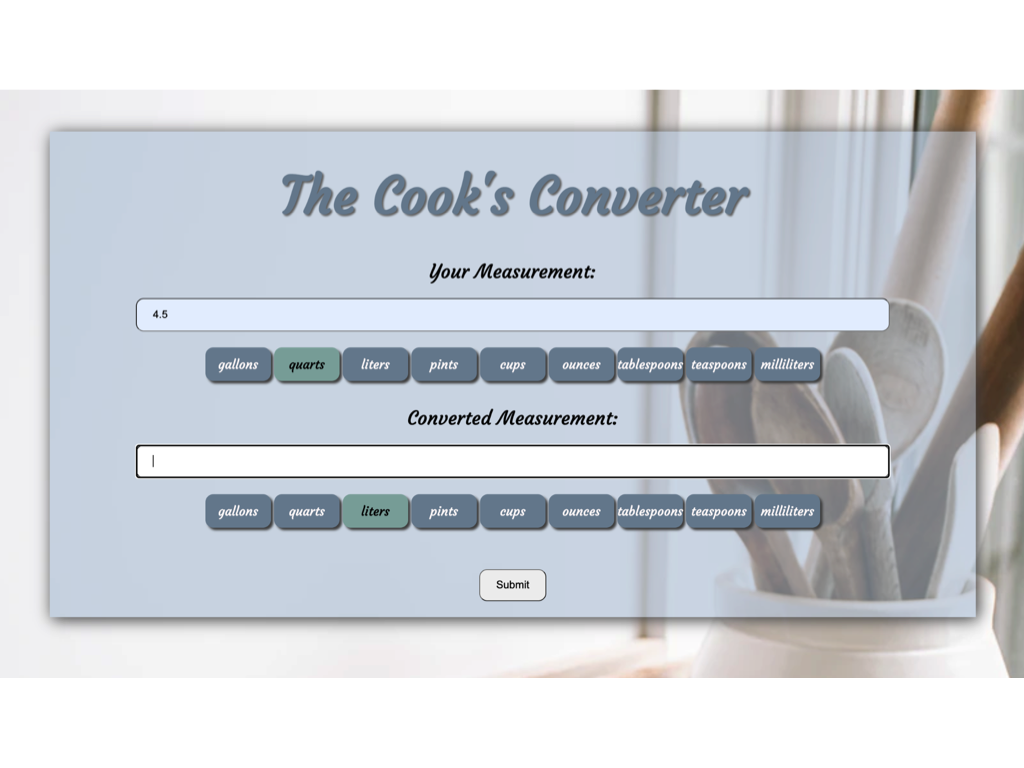 The Cook's Converter
Your Measurement:
4.5
gallons quarts liters pints cups ounces tablespoons teaspoons milliliters
Converted Measurement:
gallons quarts liters pints cups ounces tablespoons teaspoons milliliters
Submit